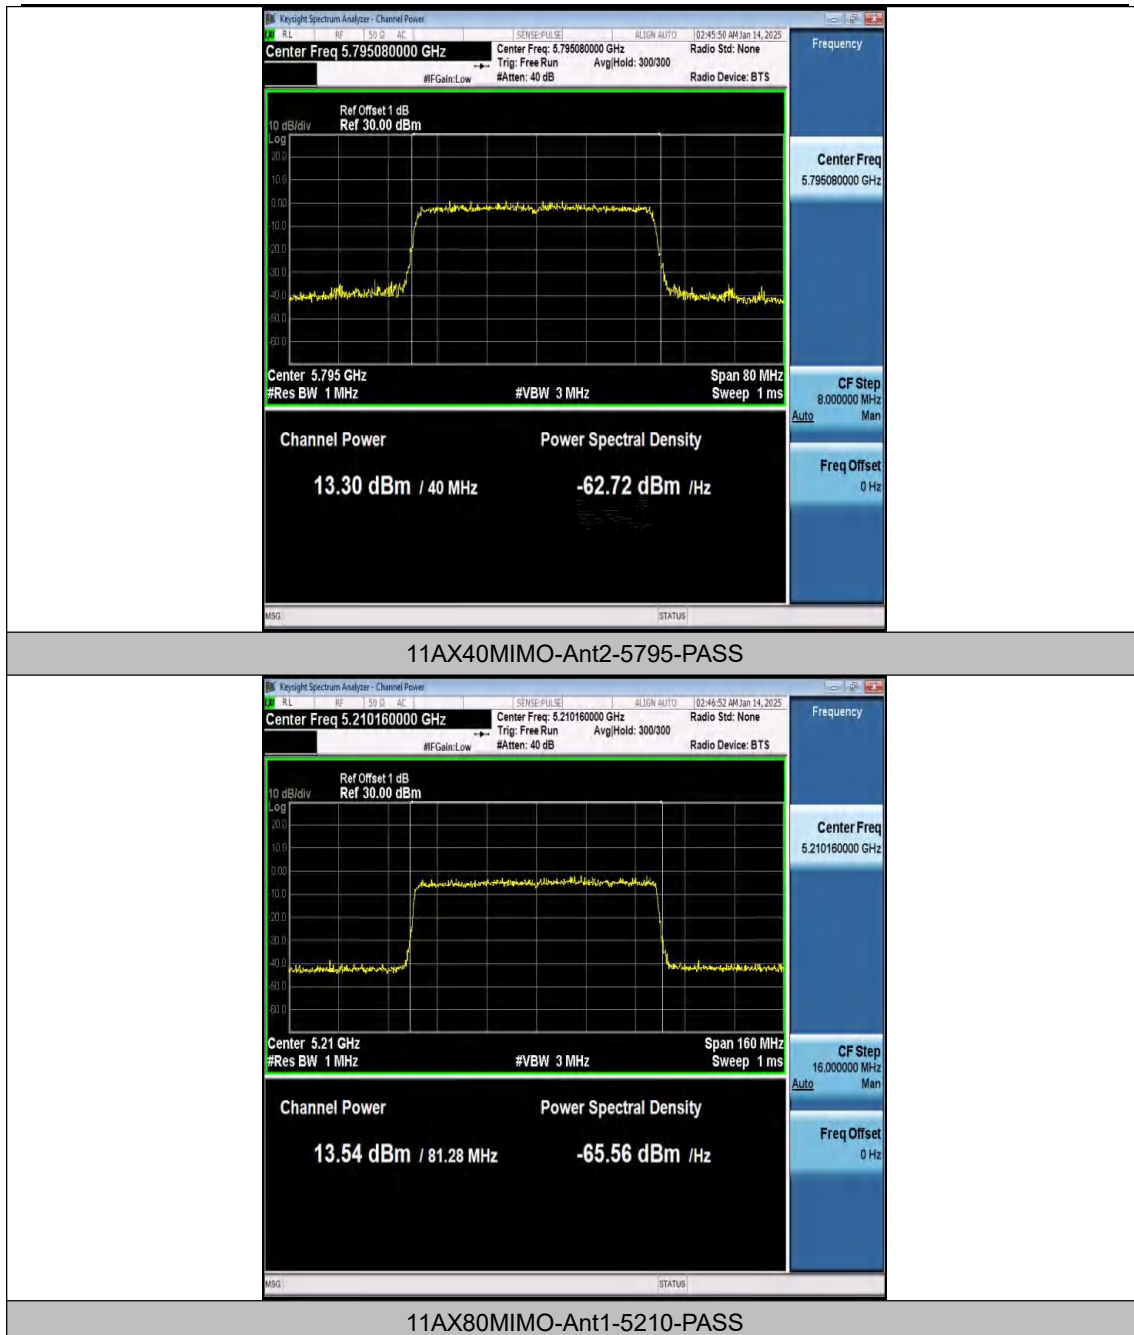 Keysight Spectrum Analyzer - Channel Power
RL RF 50 Ω AC SENSE:PULSE ALIGN AUTO 02:45:50 AM Jan 14, 2025
Center Freq 5.795080000 GHz Center Freq: 5.795080000 GHz Radio Std: None
Trig: Free Run Avg|Hold: 300/300
#IFGain:Low #Atten: 40 dB Radio Device: BTS
Frequency
Ref Offset 1 dB
10 dB/div Ref 30.00 dBm
Log
20.0
10.0
0.00
-10.0
-20.0
-30.0
-40.0
-50.0
-60.0
Center 5.795 GHz Span 80 MHz
#Res BW 1 MHz #VBW 3 MHz Sweep 1 ms
Center Freq
5.795080000 GHz
CF Step
8.000000 MHz
Auto Man
Freq Offset
0 Hz
Channel Power Power Spectral Density
13.30 dBm / 40 MHz -62.72 dBm /Hz
MSG STATUS
11AX40MIMO-Ant2-5795-PASS
Keysight Spectrum Analyzer - Channel Power
RL RF 50 Ω AC SENSE:PULSE ALIGN AUTO 02:46:52 AM Jan 14, 2025
Center Freq 5.210160000 GHz Center Freq: 5.210160000 GHz Radio Std: None
Trig: Free Run Avg|Hold: 300/300
#IFGain:Low #Atten: 40 dB Radio Device: BTS
Frequency
Ref Offset 1 dB
10 dB/div Ref 30.00 dBm
Log
20.0
10.0
0.00
-10.0
-20.0
-30.0
-40.0
-50.0
-60.0
Center 5.21 GHz Span 160 MHz
#Res BW 1 MHz #VBW 3 MHz Sweep 1 ms
Center Freq
5.210160000 GHz
CF Step
16.000000 MHz
Auto Man
Freq Offset
0 Hz
Channel Power Power Spectral Density
13.54 dBm / 81.28 MHz -65.56 dBm /Hz
MSG STATUS
11AX80MIMO-Ant1-5210-PASS